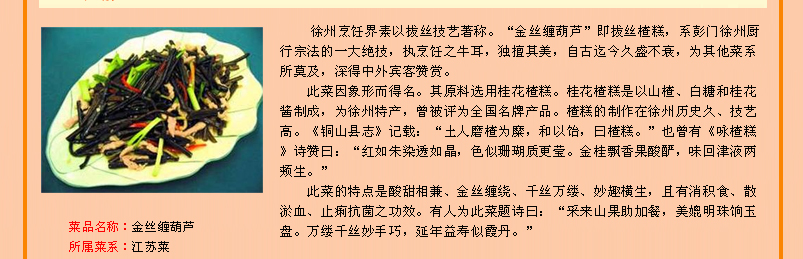 徐州烹饪界素以拔丝技艺著称。“金丝缠葫芦”即拔丝楂糕，系彭门徐州厨
行宗法的一大绝技，执烹饪之牛耳，独擅其美，自古迄今久盛不衰，为其他菜系
所莫及，深得中外宾客赞赏。
此菜因象形而得名。其原料选用桂花楂糕。桂花楂糕是以山楂、白糖和桂花
酱制成，为徐州特产，曾被评为全国名牌产品。楂糕的制作在徐州历史久、技艺
高。《铜山县志》记载：“土人磨楂为糜，和以饴，曰楂糕。”也曾有《咏楂糕
》诗赞曰：“红如朱染透如晶，色似珊瑚质更莹。金桂飘香果酸酽，味回津液两
频生。”
此菜的特点是酸甜相兼、金丝缠绕、千丝万缕、妙趣横生，且有消积食、散
淤血、止痢抗菌之功效。有人为此菜题诗曰：“采来山果助加餐，美媲明珠饷玉
盘。万缕千丝妙手巧，延年益寿似霞丹。”
菜品名称：金丝缠葫芦
所属菜系：江苏菜